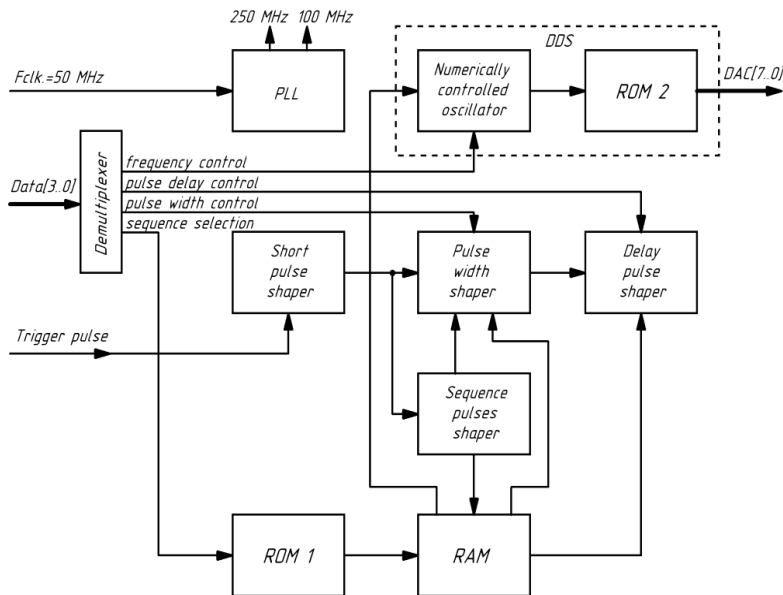 250 MHz 100 MHz
DDS
Fclk.=50 MHz
PLL
Numerically
controlled
oscillator
ROM 2
DAC[7..0]
Data[3..0]
Demultiplexer
frequency control
pulse delay control
pulse width control
sequence selection
Short
pulse
shaper
Pulse
width
shaper
Delay
pulse
shaper
Trigger pulse
Sequence
pulses
shaper
ROM 1
RAM